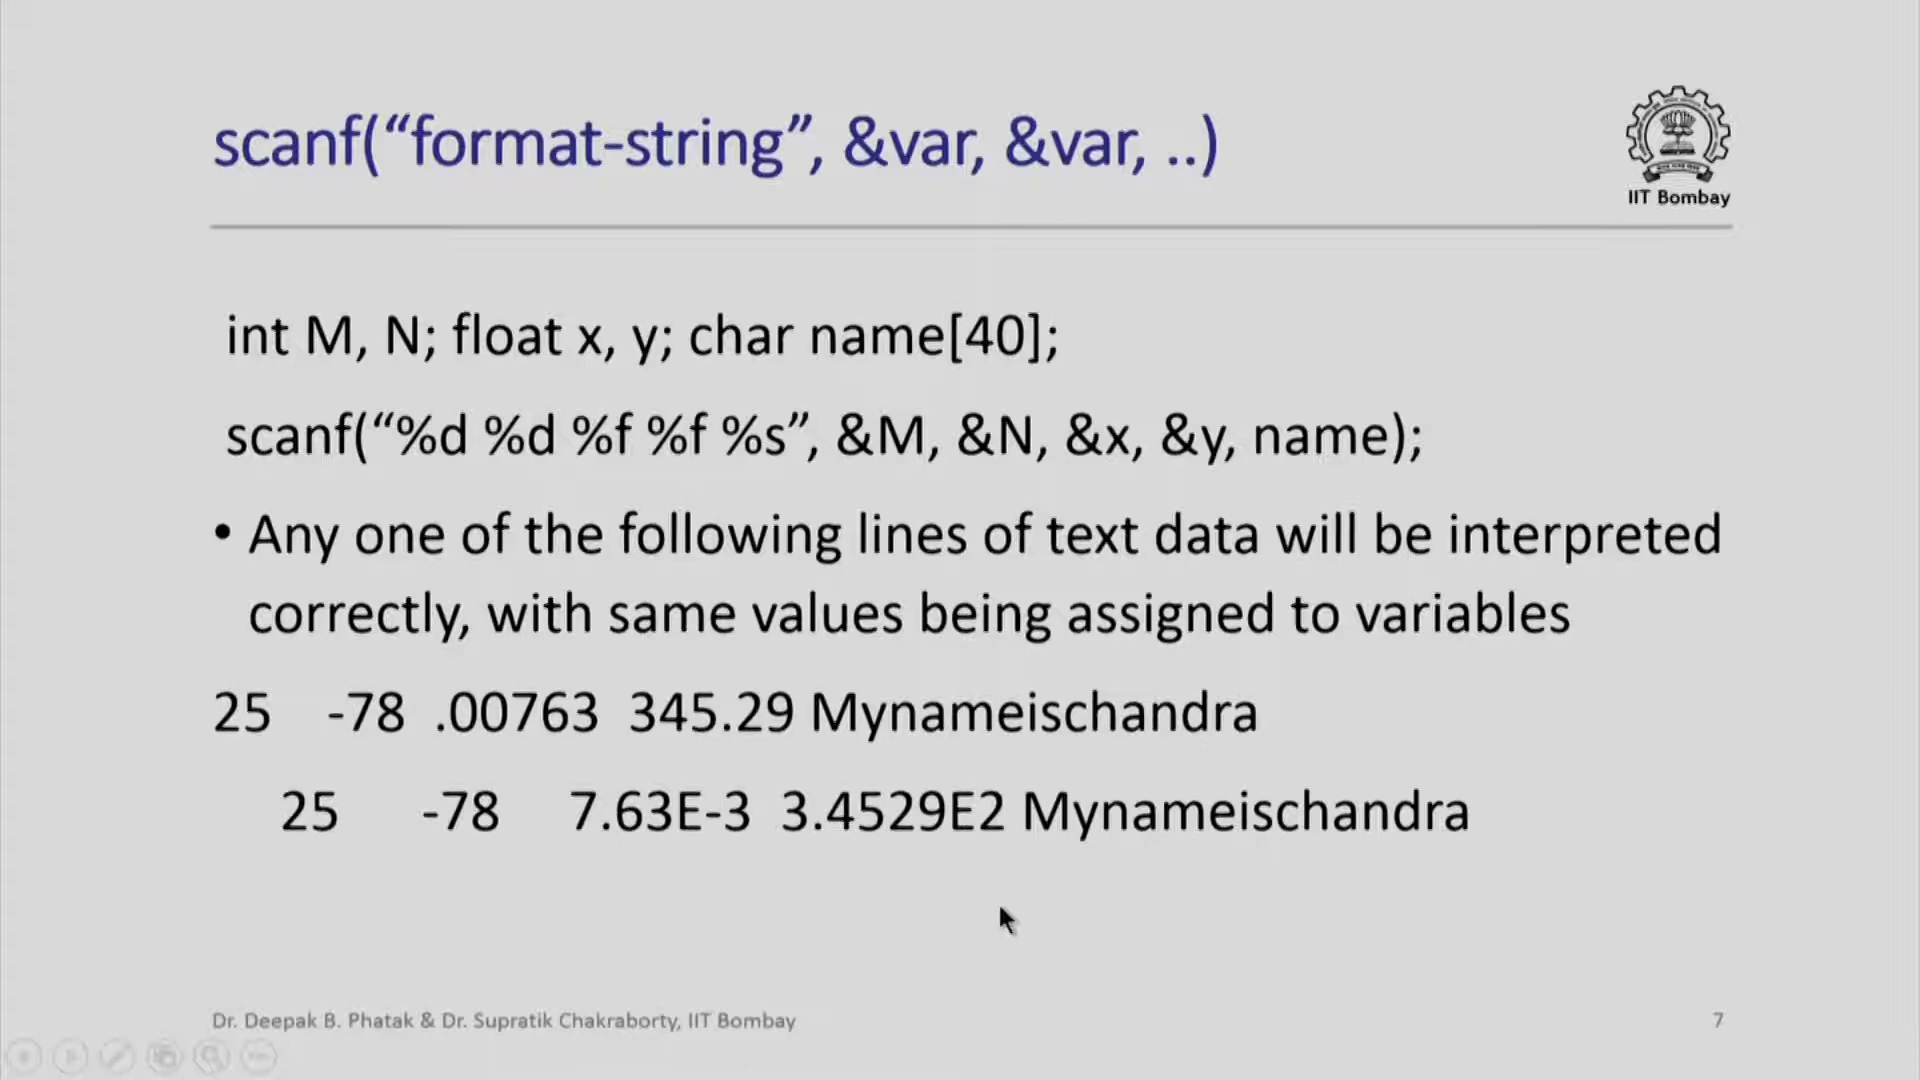 scanf(“format-string”, &var, &var, ..)
IIT Bombay
int M, N; float x, y; char name[40];
scanf(“%d %d %f %f %s”, &M, &N, &x, &y, name);
• Any one of the following lines of text data will be interpreted
correctly, with same values being assigned to variables
25 -78 .00763 345.29 Mynameischandra
25 -78 7.63E-3 3.4529E2 Mynameischandra
Dr. Deepak B. Phatak & Dr. Supratik Chakraborty, IIT Bombay
7